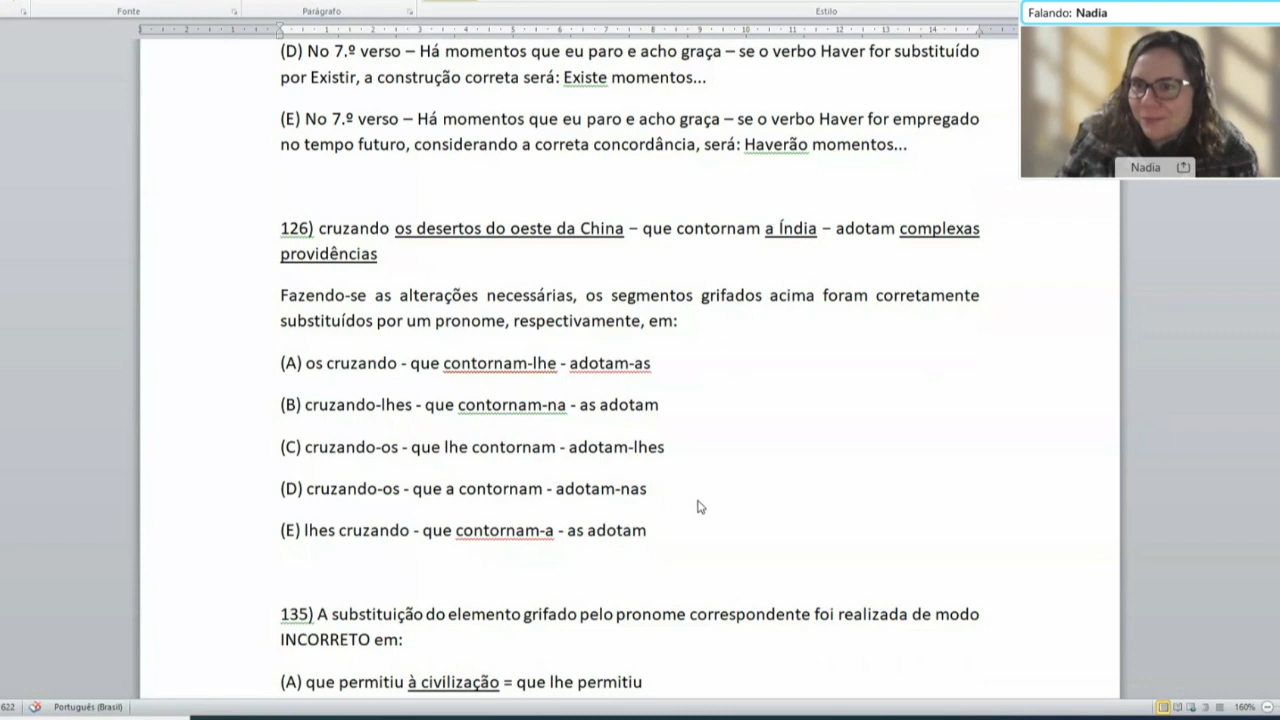 Fonte
Parágrafo
Estilo
Falando: Nadia
Nadia
(D) No 7.º verso – Há momentos que eu paro e acho graça – se o verbo Haver for substituído
por Existir, a construção correta será: Existe momentos...
(E) No 7.º verso – Há momentos que eu paro e acho graça – se o verbo Haver for empregado
no tempo futuro, considerando a correta concordância, será: Haverão momentos...
126) cruzando os desertos do oeste da China – que contornam a Índia – adotam complexas
providências
Fazendo-se as alterações necessárias, os segmentos grifados acima foram corretamente
substituídos por um pronome, respectivamente, em:
(A) os cruzando - que contornam-lhe - adotam-as
(B) cruzando-lhes - que contornam-na - as adotam
(C) cruzando-os - que lhe contornam - adotam-lhes
(D) cruzando-os - que a contornam - adotam-nas
(E) lhes cruzando - que contornam-a - as adotam
135) A substituição do elemento grifado pelo pronome correspondente foi realizada de modo
INCORRETO em:
(A) que permitiu à civilização = que lhe permitiu
622
Português (Brasil)
160%